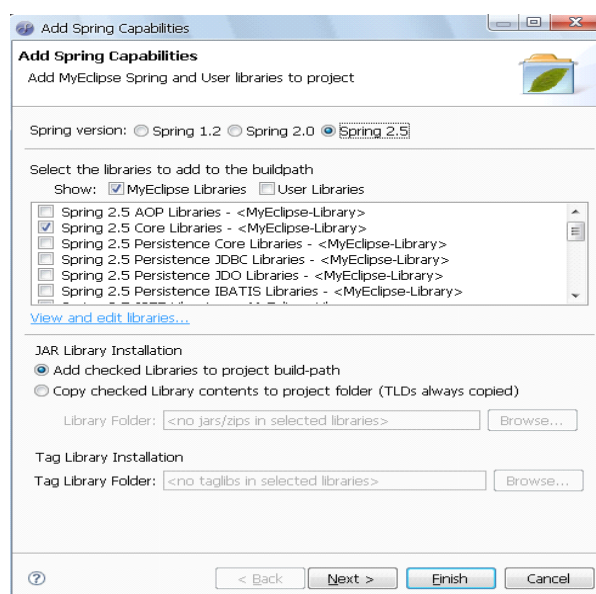 Add Spring Capabilities
Add Spring Capabilities
Add MyEclipse Spring and User libraries to project
Spring version: Spring 1.2 Spring 2.0 Spring 2.5
Select the libraries to add to the buildpath
Show: MyEclipse Libraries User Libraries
Spring 2.5 AOP Libraries - <MyEclipse-Library>
Spring 2.5 Core Libraries - <MyEclipse-Library>
Spring 2.5 Persistence Core Libraries - <MyEclipse-Library>
Spring 2.5 Persistence JDBC Libraries - <MyEclipse-Library>
Spring 2.5 Persistence JDO Libraries - <MyEclipse-Library>
Spring 2.5 Persistence IBATIS Libraries - <MyEclipse-Library>
View and edit libraries...
JAR Library Installation
Add checked Libraries to project build-path
Copy checked Library contents to project folder (TLDs always copied)
Library Folder: <no jars/zips in selected libraries> Browse...
Tag Library Installation
Tag Library Folder: <no taglibs in selected libraries> Browse...
? < Back Next > Finish Cancel